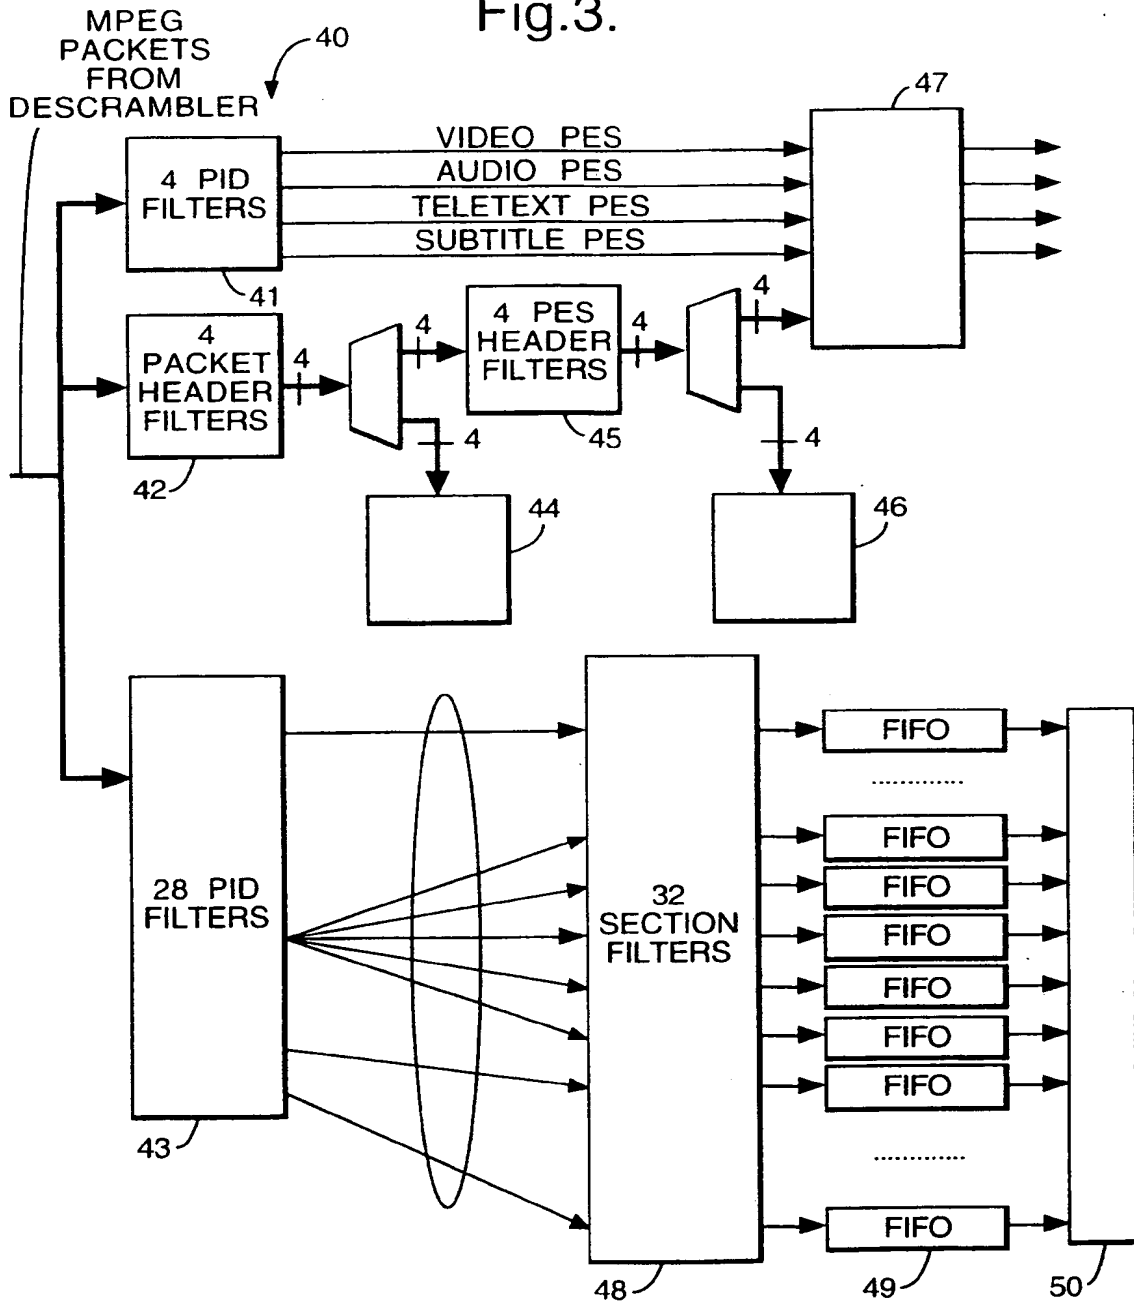 Fig.3.
MPEG
PACKETS
FROM
DESCRAMBLER
40
47
4 PID
FILTERS
VIDEO PES
AUDIO PES
TELETEXT PES
SUBTITLE PES
41
4
PACKET
HEADER
FILTERS
4
4
4 PES
HEADER
FILTERS
4
4
42
4
45
4
44
46
28 PID
FILTERS
32
SECTION
FILTERS
FIFO
............
FIFO
FIFO
FIFO
FIFO
FIFO
FIFO
............
FIFO
43
48
49
50